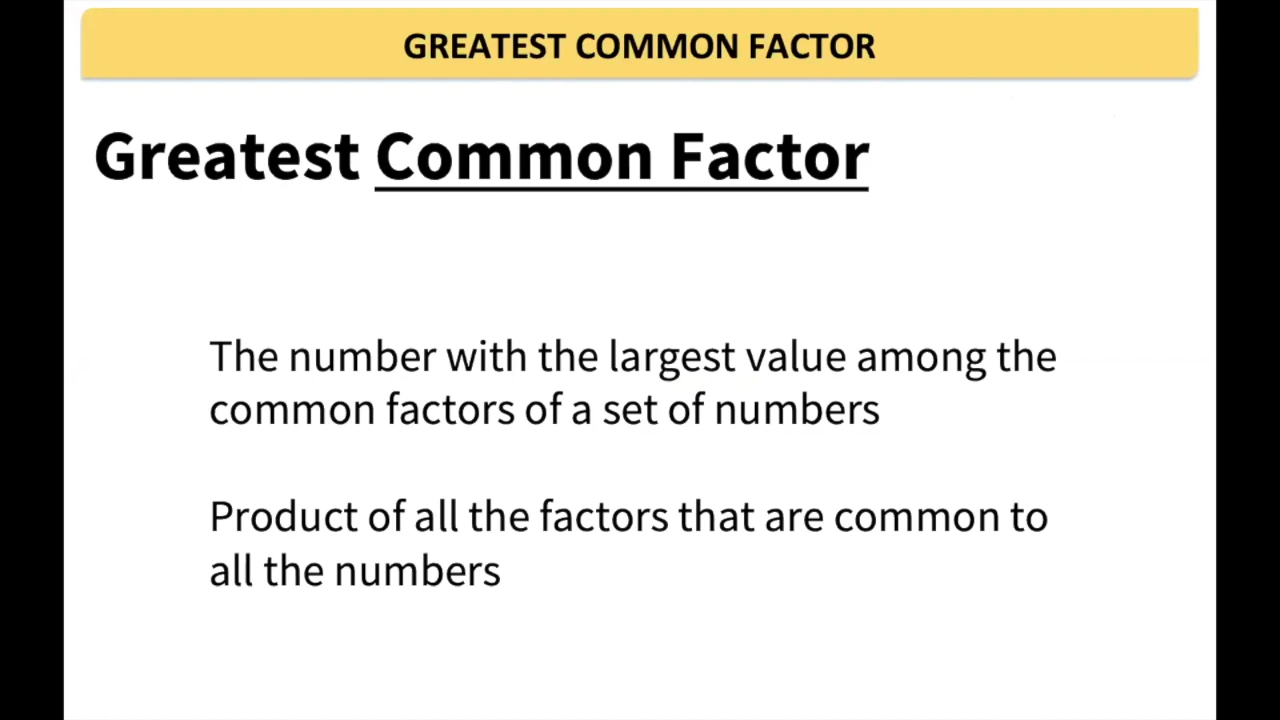 GREATEST COMMON FACTOR
Greatest Common Factor
The number with the largest value among the
common factors of a set of numbers
Product of all the factors that are common to
all the numbers